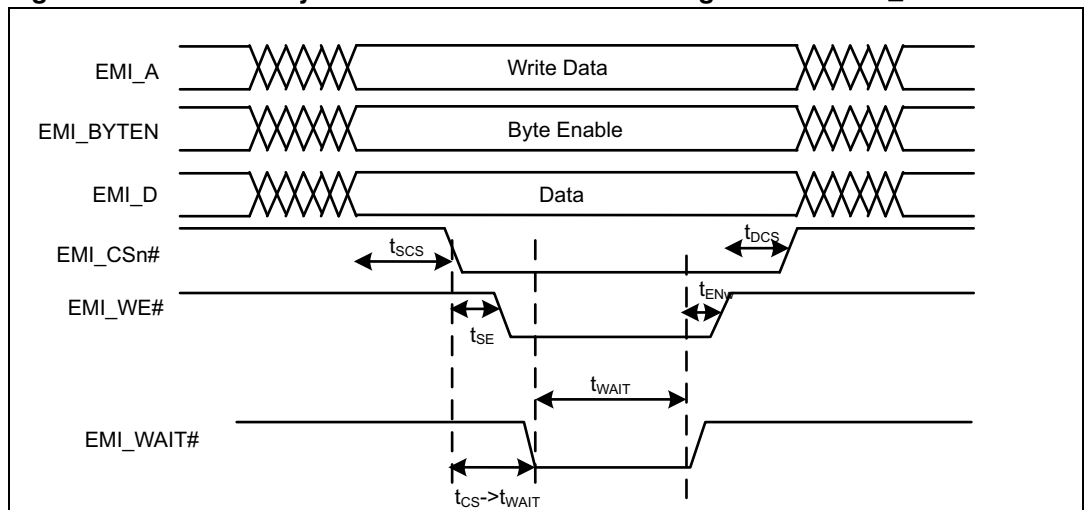 EMI_A
Write Data
EMI_BYTEN
Byte Enable
EMI_D
Data
EMI_CSn#
tSCS
tDCS
EMI_WE#
tSE
tENw
tWAIT
EMI_WAIT#
tCS->tWAIT